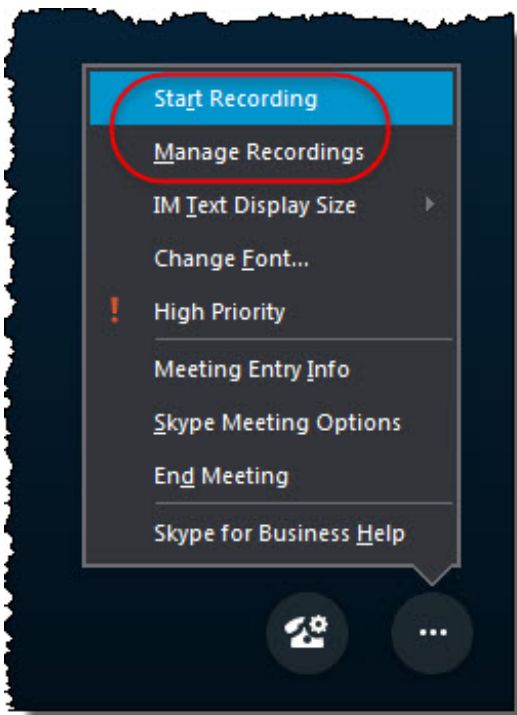 Start Recording
Manage Recordings
IM Text Display Size
Change Font...
! High Priority
Meeting Entry Info
Skype Meeting Options
End Meeting
Skype for Business Help